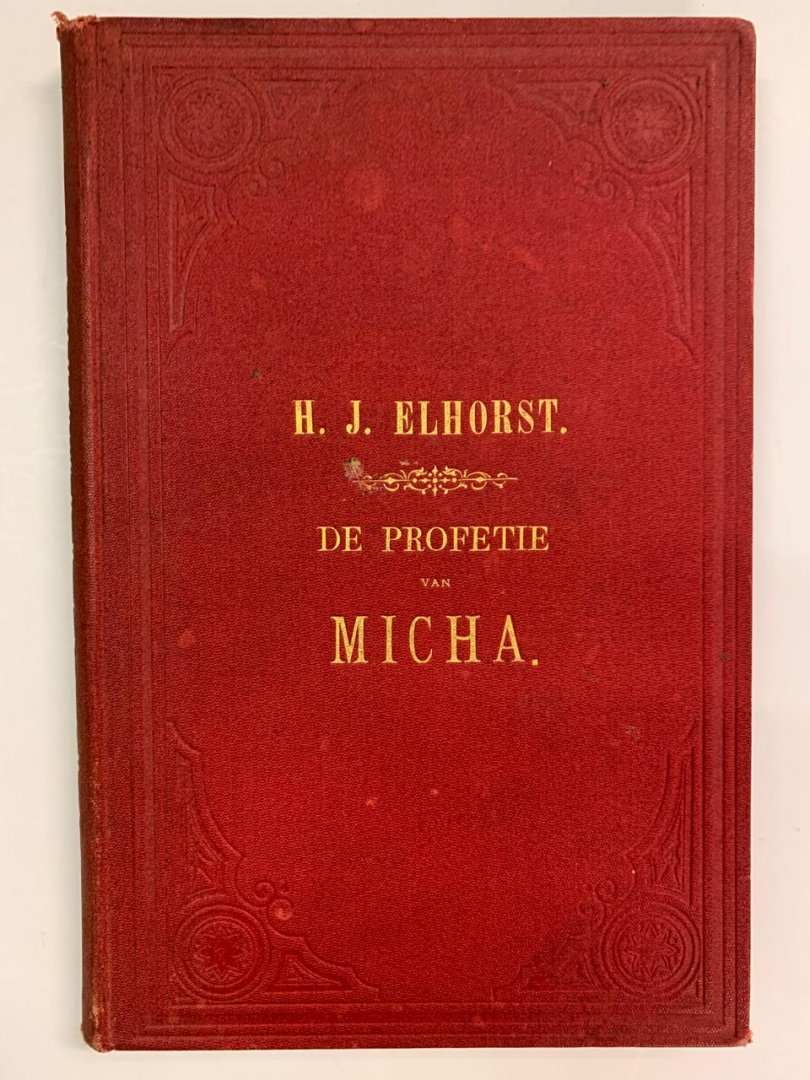 H. J. ELHORST.
DE PROFETIE
VAN
MICHA.